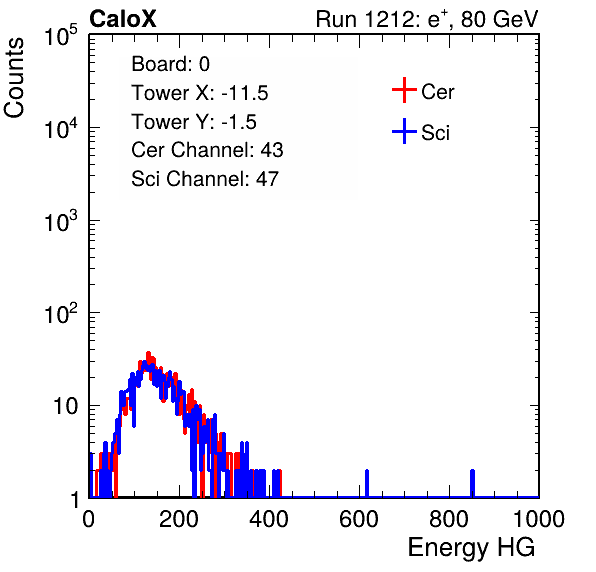 CaloX Run 1212: e⁺, 80 GeV
Counts
10⁵
10⁴
10³
10²
10
1
Board: 0
Tower X: -11.5
Tower Y: -1.5
Cer Channel: 43
Sci Channel: 47
Cer
Sci
0 200 400 600 800 1000
Energy HG